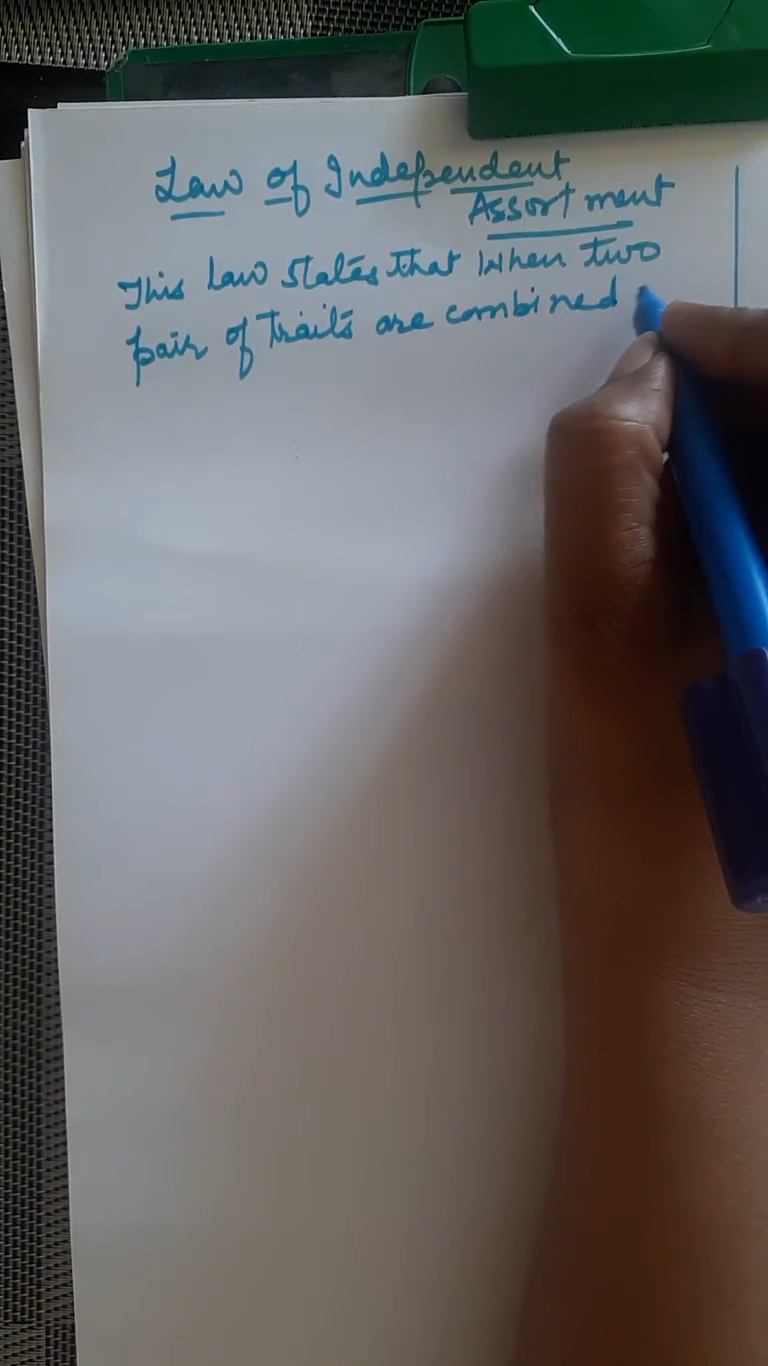 Law of Independent
Assortment
This law states that when two
pair of traits are combined